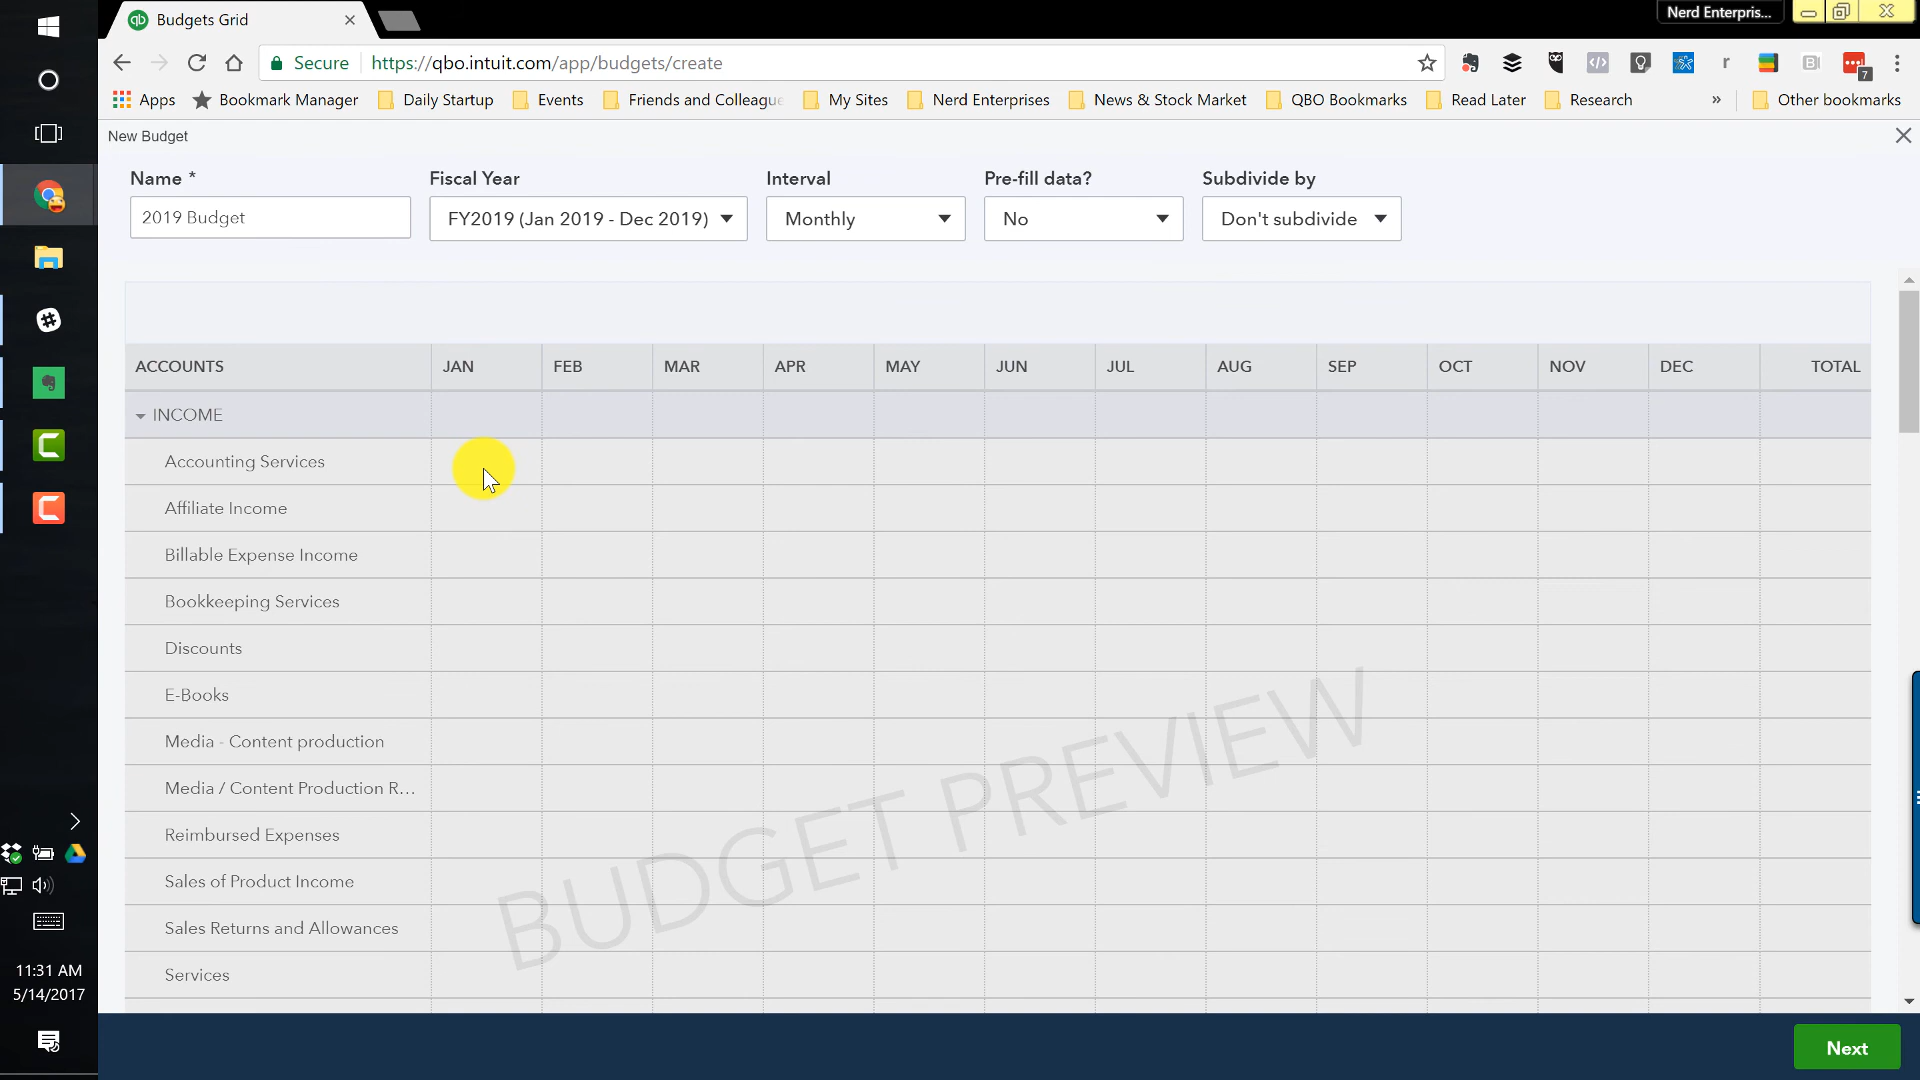 Budgets Grid
Nerd Enterpris...
Secure https://qbo.intuit.com/app/budgets/create
7
Apps Bookmark Manager Daily Startup Events Friends and Colleague My Sites Nerd Enterprises News & Stock Market QBO Bookmarks Read Later Research » Other bookmarks
New Budget
Name * Fiscal Year Interval Pre-fill data? Subdivide by
2019 Budget FY2019 (Jan 2019 - Dec 2019) Monthly No Don't subdivide
ACCOUNTS JAN FEB MAR APR MAY JUN JUL AUG SEP OCT NOV DEC TOTAL
INCOME
Accounting Services
Affiliate Income
Billable Expense Income
Bookkeeping Services
Discounts
E-Books
Media - Content production
Media / Content Production R...
Reimbursed Expenses
Sales of Product Income
Sales Returns and Allowances
Services
BUDGET PREVIEW
11:31 AM
5/14/2017
Next